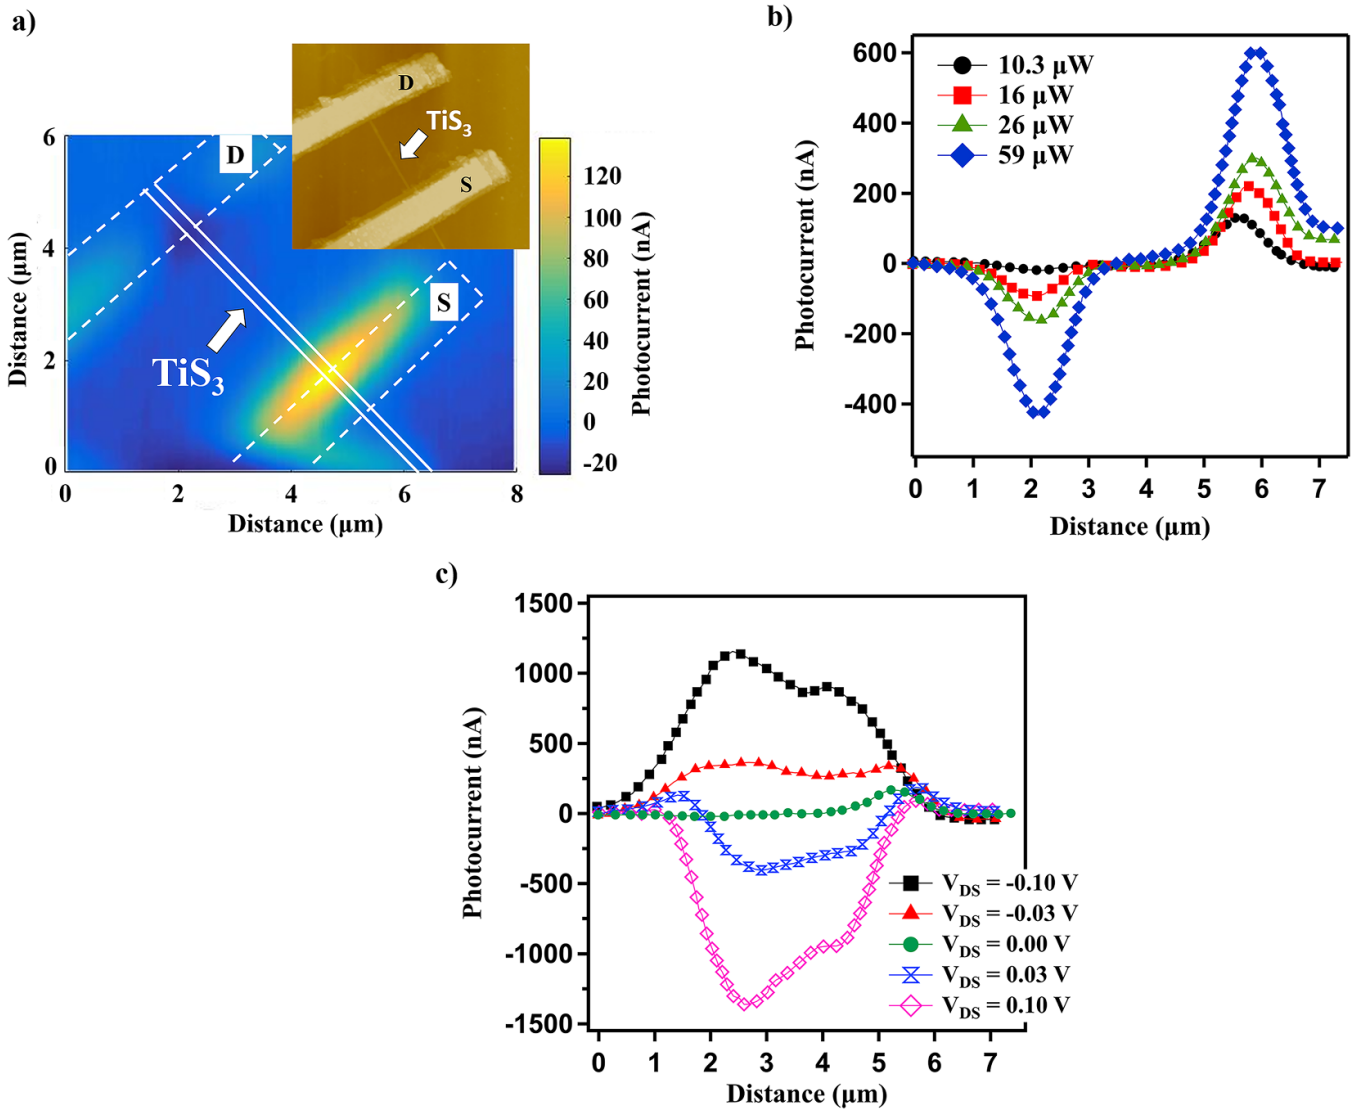 a)
D
TiS3
S
6
4
2
0
D
S
TiS3
0
2
4
6
8
Distance (μm)
Distance (μm)
120
100
80
60
40
20
0
-20
Photocurrent (nA)
b)
600
400
200
0
-200
-400
Photocurrent (nA)
10.3 μW
16 μW
26 μW
59 μW
0 1 2 3 4 5 6 7
Distance (μm)
c)
1500
1000
500
0
-500
-1000
-1500
Photocurrent (nA)
VDS = -0.10 V
VDS = -0.03 V
VDS = 0.00 V
VDS = 0.03 V
VDS = 0.10 V
0 1 2 3 4 5 6 7
Distance (μm)